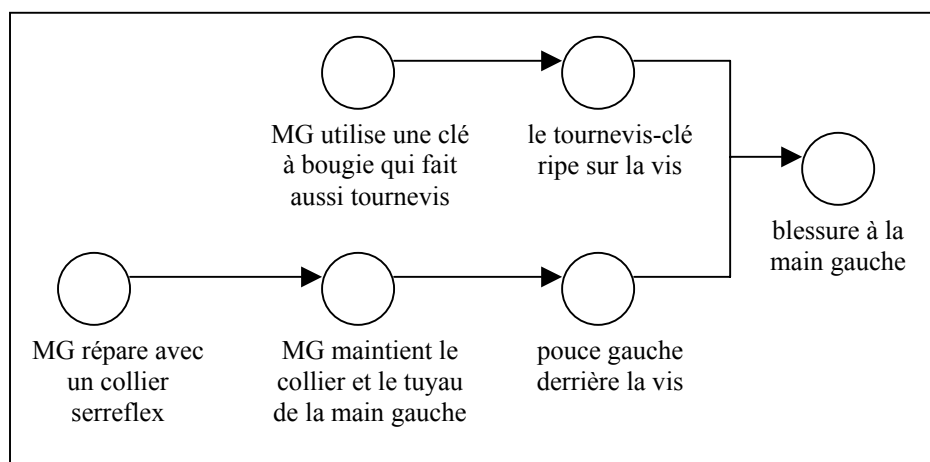 MG utilise une clé
à bougie qui fait
aussi tournevis
le tournevis-clé
ripe sur la vis
blessure à la
main gauche
MG répare avec
un collier
serreflex
MG maintient le
collier et le tuyau
de la main gauche
pouce gauche
derrière la vis